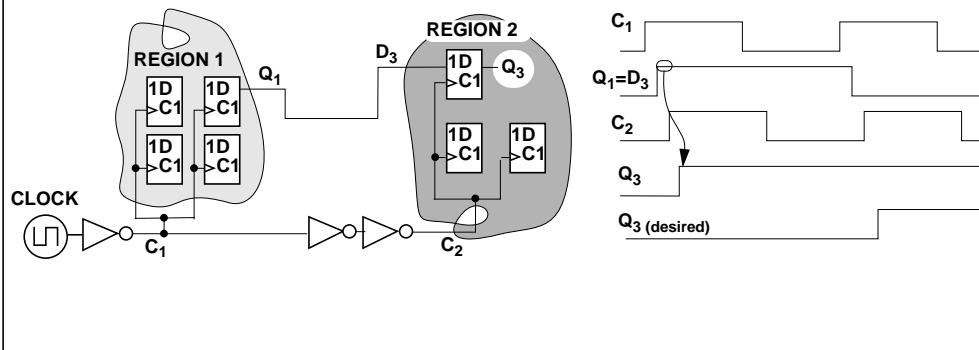 REGION 1
1D
C1
1D
C1
1D
C1
1D
C1
Q1
D3
REGION 2
1D
C1
Q3
1D
C1
1D
C1
CLOCK
C1
C2
C1
Q1=D3
C2
Q3
Q3 (desired)